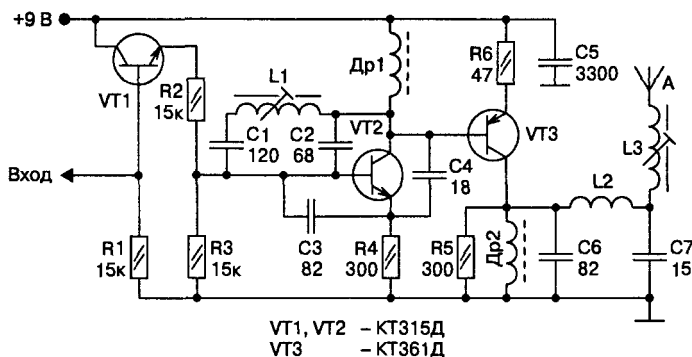 +9 В
VT1
R2
15к
L1
C1
120
C2
68
Др1
VT2
R6
47
C5
3300
A
VT3
L3
C4
18
L2
Вход
C3
82
R1
15к
R3
15к
R4
300
R5
300
Др2
C6
82
C7
15
VT1, VT2 – КТ315Д
VT3 – КТ361Д